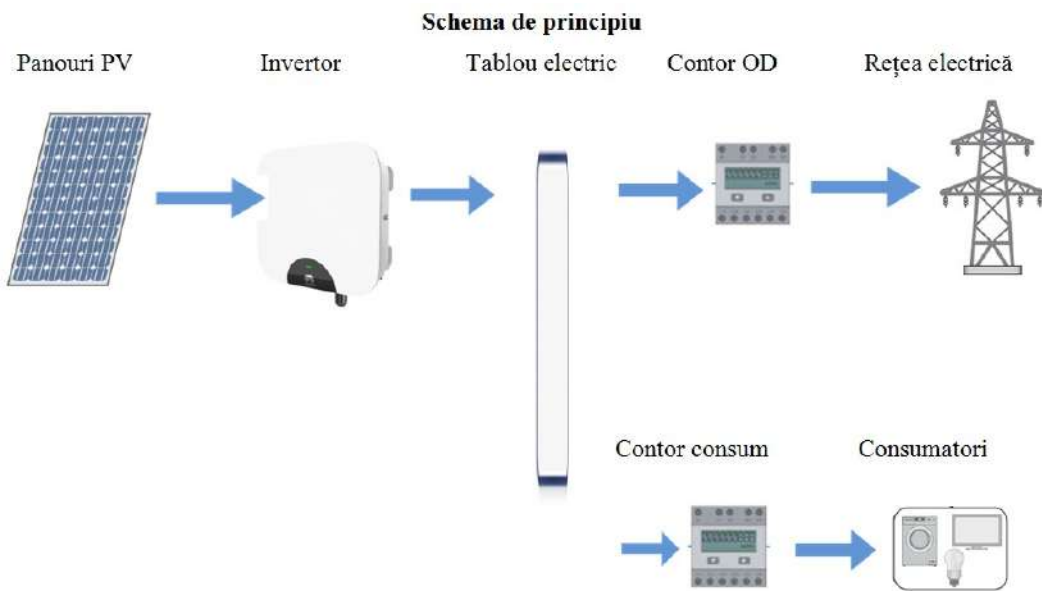 Schema de principiu
Panouri PV Invertor Tablou electric Contor OD Rețea electrică
Contor consum Consumatori